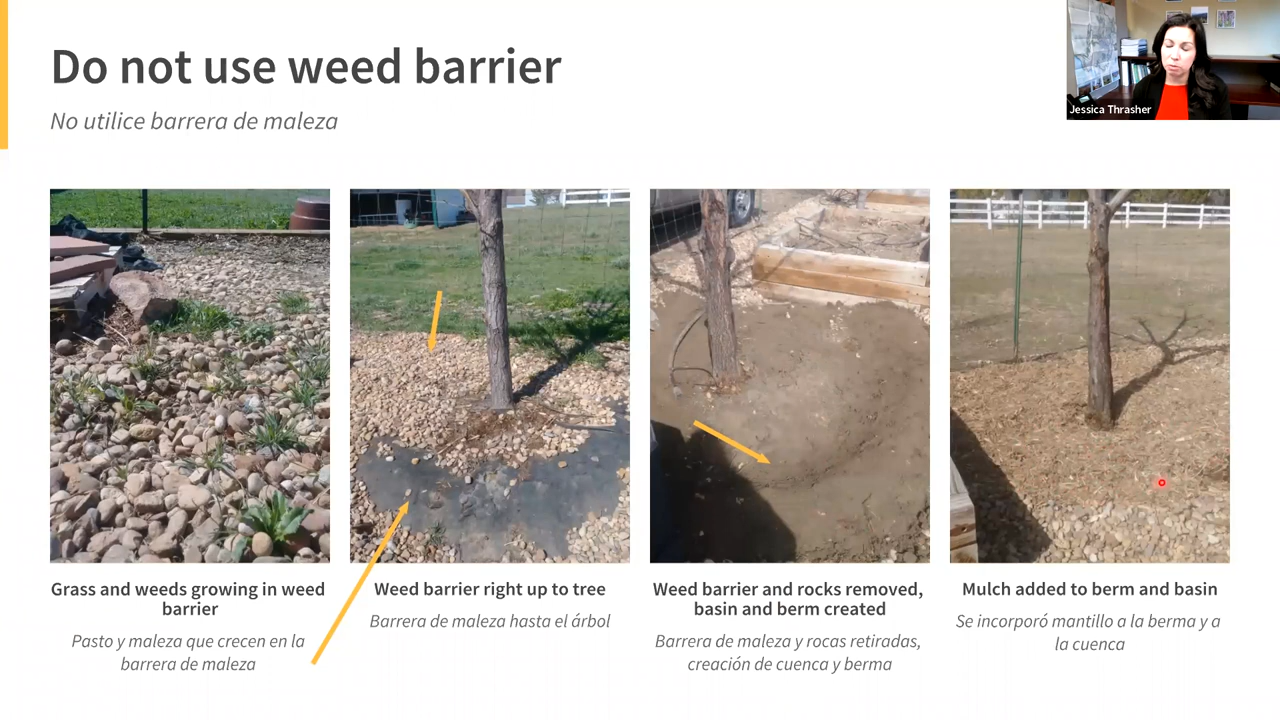 Do not use weed barrier
No utilice barrera de maleza
Jessica Thrasher
Grass and weeds growing in weed
barrier
Pasto y maleza que crecen en la
barrera de maleza
Weed barrier right up to tree
Barrera de maleza hasta el árbol
Weed barrier and rocks removed,
basin and berm created
Barrera de maleza y rocas retiradas,
creación de cuenca y berma
Mulch added to berm and basin
Se incorporó mantillo a la berma y a
la cuenca